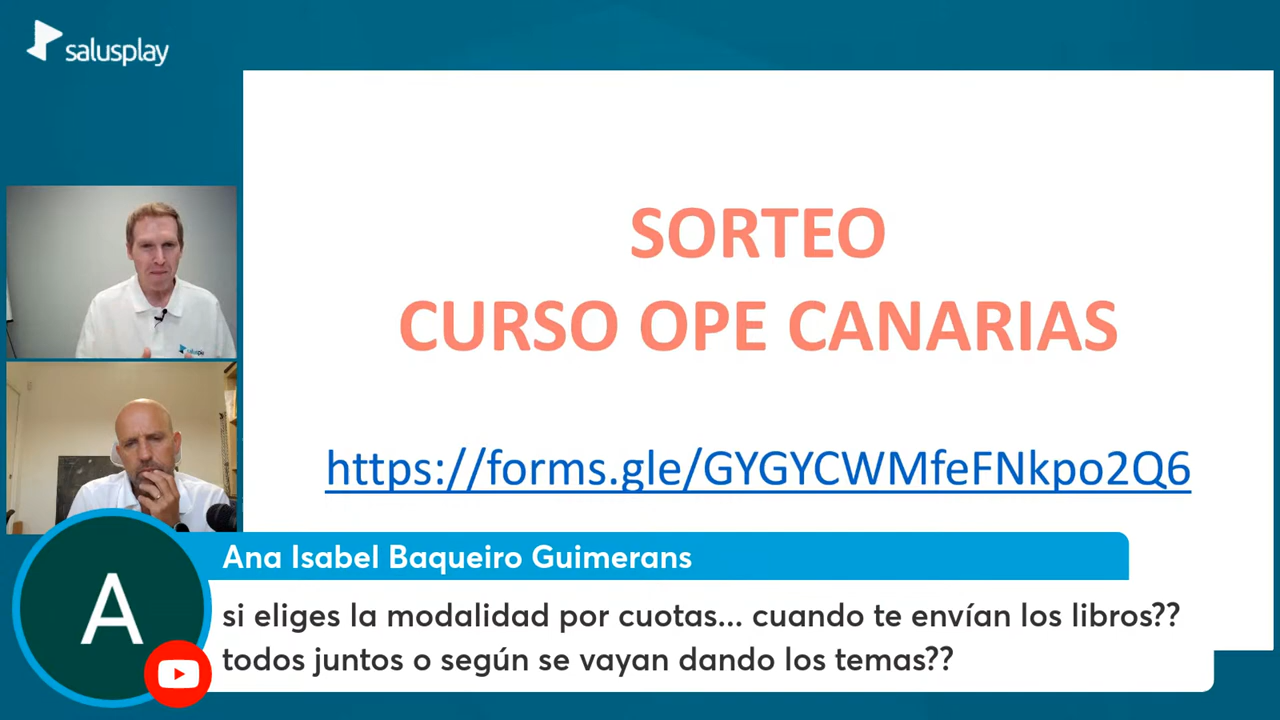 salusplay
SORTEO
CURSO OPE CANARIAS
https://forms.gle/GYGYCWMfeFNkpo2Q6
Ana Isabel Baqueiro Guimerans
A
si eliges la modalidad por cuotas... cuando te envían los libros??
todos juntos o según se vayan dando los temas??